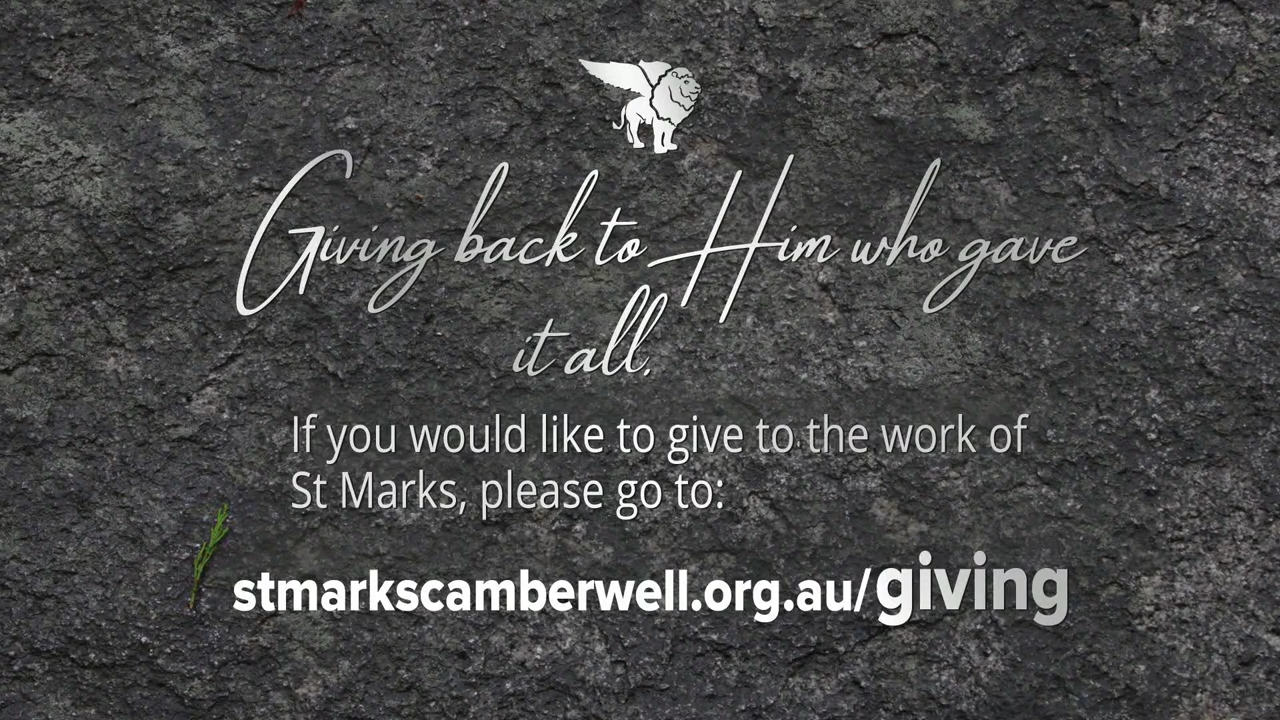 Giving back to Him who gave
it all.
If you would like to give to the work of
St Marks, please go to:
stmarkscamberwell.org.au/giving